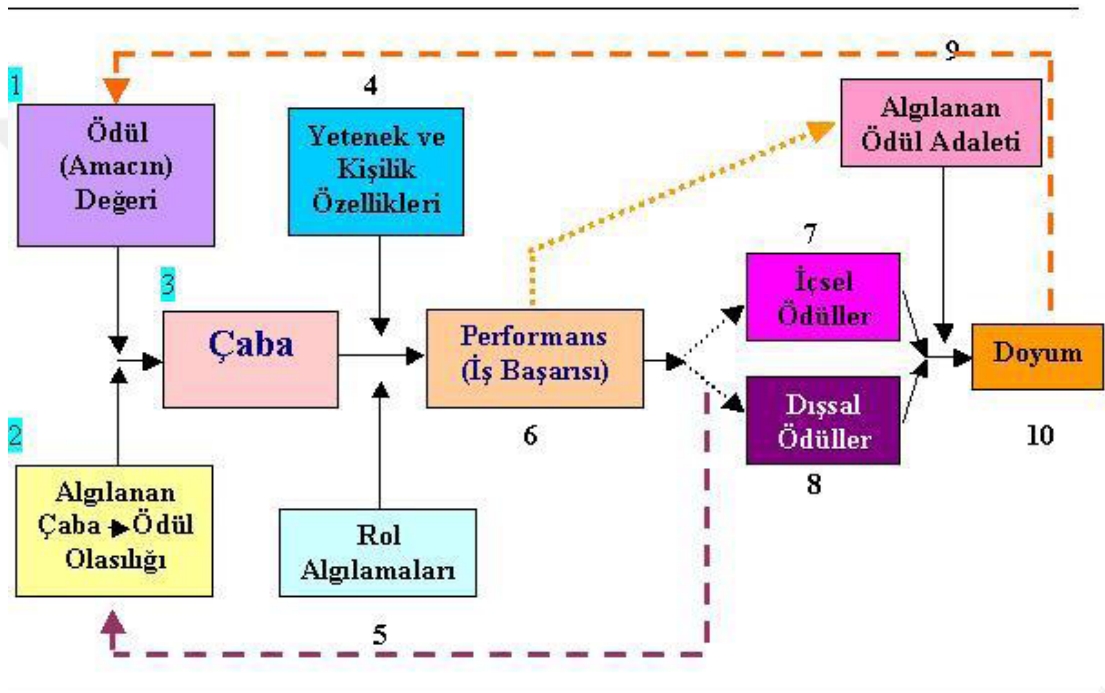 1
Ödül
(Amacın)
Değeri
4
Yetenek ve
Kişilik
Özellikleri
9
Algılanan
Ödül Adaleti
3
Çaba
Performans
(İş Başarısı)
6
7
İçsel
Ödüller
Dışsal
Ödüller
8
Doyum
10
2
Algılanan
Çaba Ödül
Olasılığı
Rol
Algılamaları
5